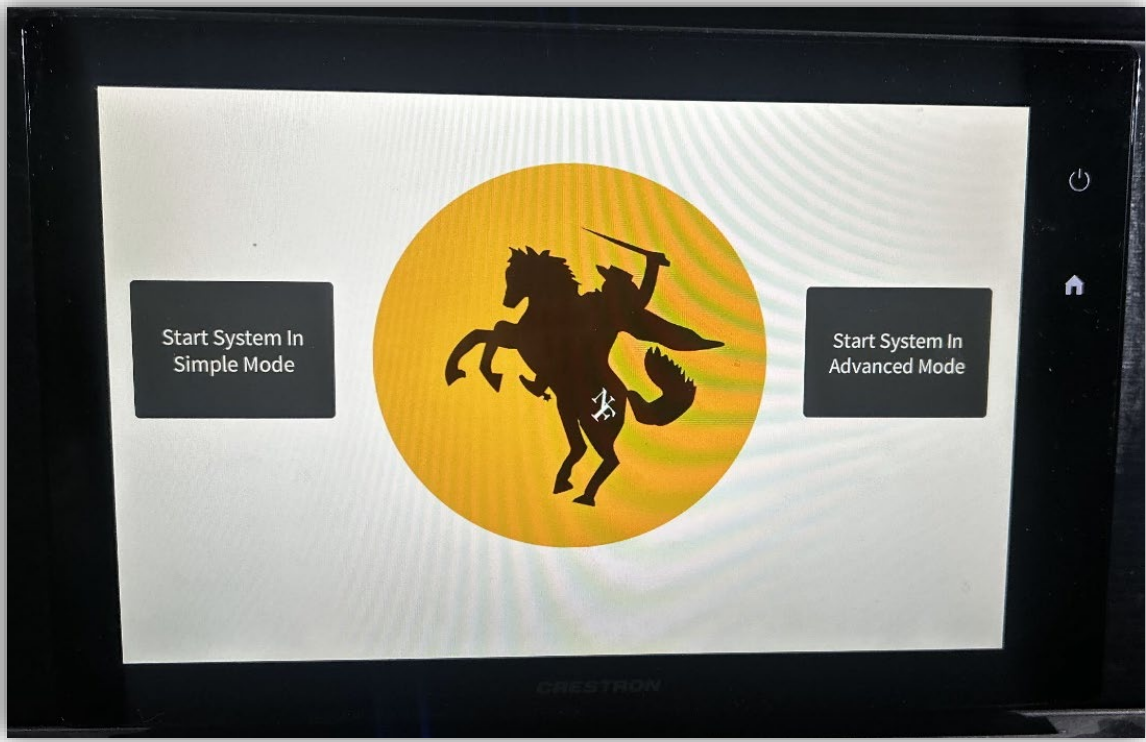 Start System In
Simple Mode
Start System In
Advanced Mode
CRESTRON